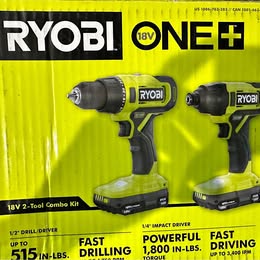 RYOBI 18V ONE+
RYOBI
RYOBI
18V 2-Tool Combo Kit
1/2" DRILL/DRIVER
1/4" IMPACT DRIVER
UP TO
515 IN-LBS.
FAST
DRILLING
POWERFUL
1,800 IN-LBS.
TORQUE
FAST
DRIVING
UP TO 3,400 IPM